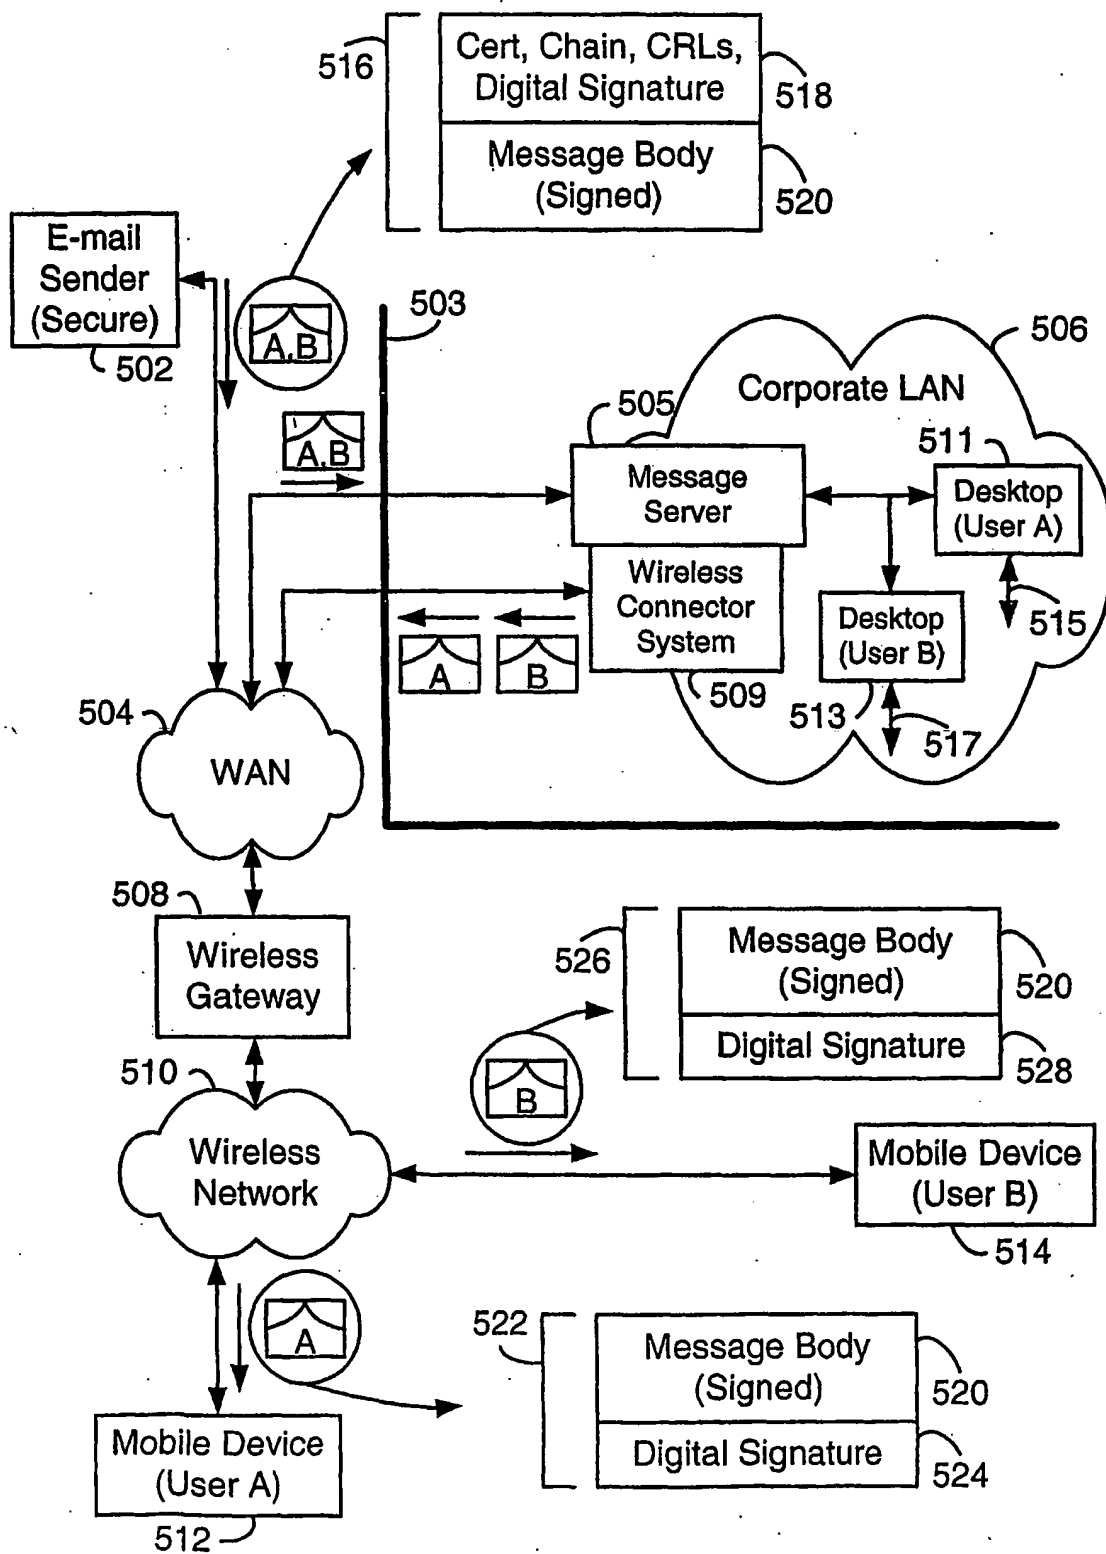 516
Cert, Chain, CRLs,
Digital Signature
518
Message Body
(Signed)
520
E-mail
Sender
(Secure)
502
A,B
503
506
Corporate LAN
505
A,B
Message
Server
511
Desktop
(User A)
Wireless
Connector
System
509
Desktop
(User B)
513
515
517
A
B
504
WAN
508
Wireless
Gateway
526
Message Body
(Signed)
520
Digital Signature
528
510
B
Wireless
Network
Mobile Device
(User B)
514
A
522
Message Body
(Signed)
520
Digital Signature
524
Mobile Device
(User A)
512